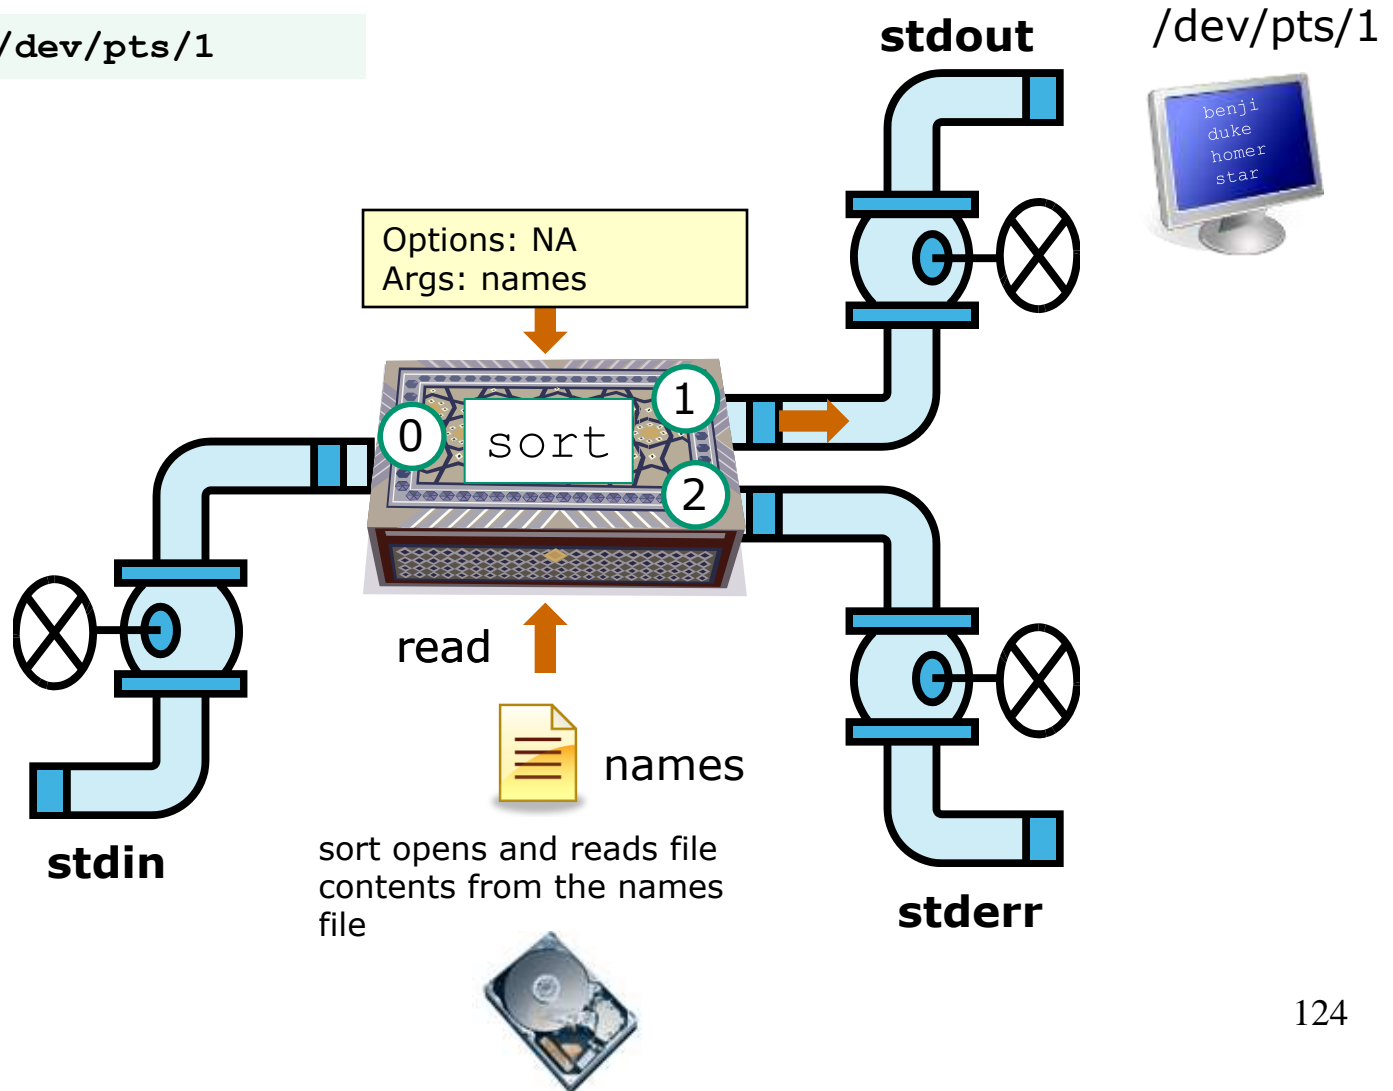 /dev/pts/1
stdout
/dev/pts/1
benji
duke
homer
star
Options: NA
Args: names
0
sort
1
2
read
names
stdin
sort opens and reads file
contents from the names
file
stderr
124